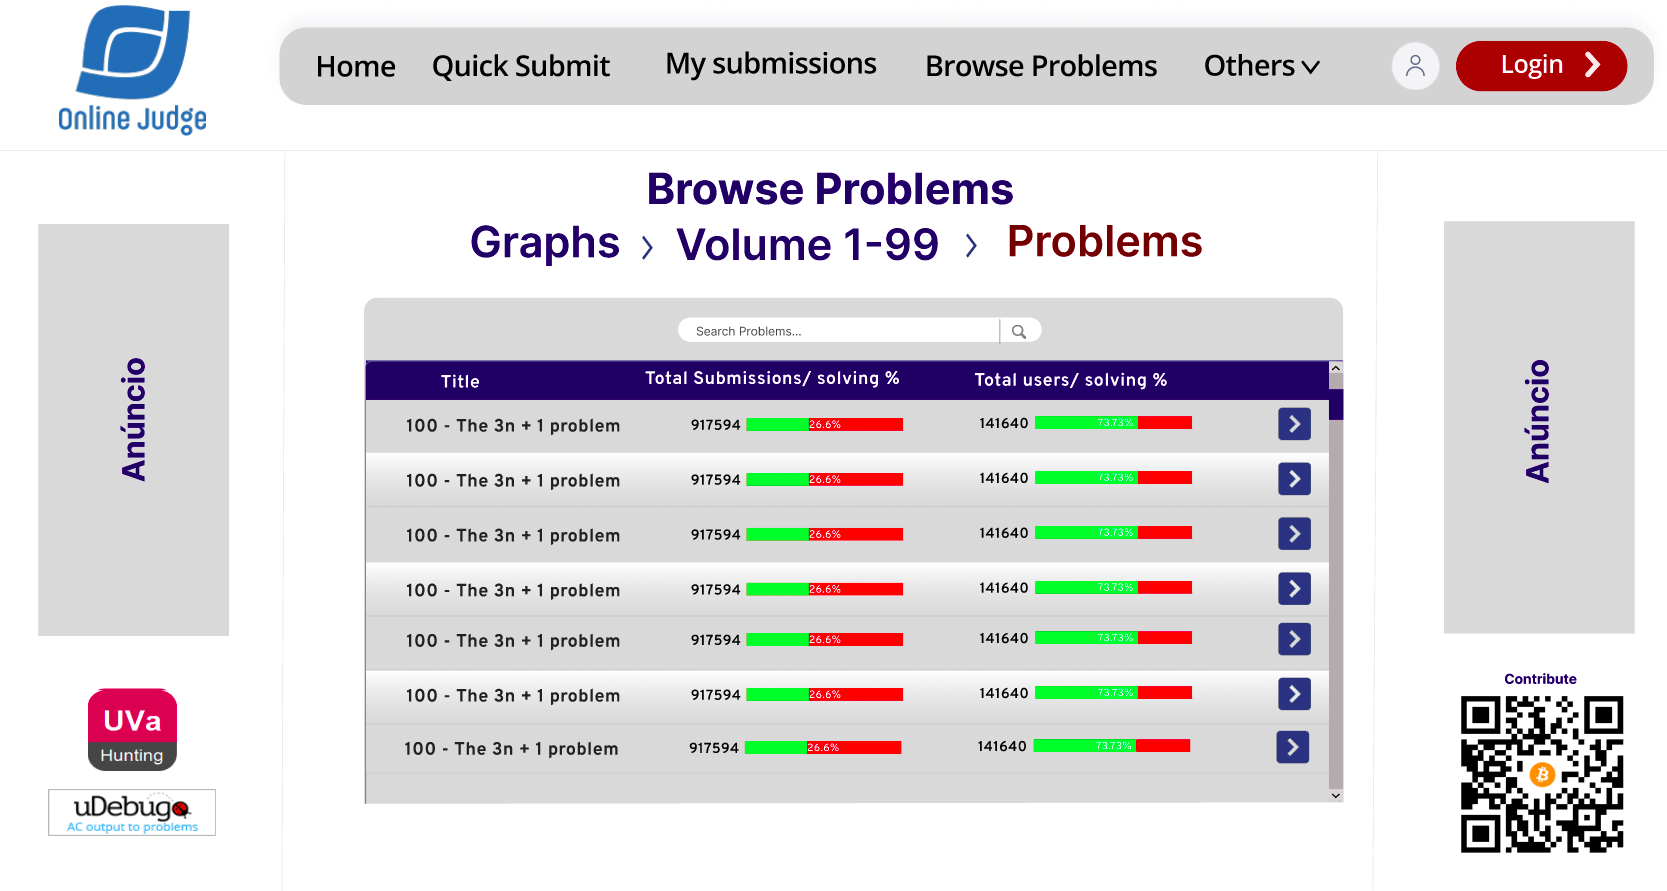 Online Judge
Home Quick Submit My submissions Browse Problems Others Login
Browse Problems
Graphs › Volume 1-99 › Problems
Search Problems...
Title Total Submissions/ solving % Total users/ solving %
100 - The 3n + 1 problem 917594 26.6% 141640 73.73%
100 - The 3n + 1 problem 917594 26.6% 141640 73.73%
100 - The 3n + 1 problem 917594 26.6% 141640 73.73%
100 - The 3n + 1 problem 917594 26.6% 141640 73.73%
100 - The 3n + 1 problem 917594 26.6% 141640 73.73%
100 - The 3n + 1 problem 917594 26.6% 141640 73.73%
100 - The 3n + 1 problem 917594 26.6% 141640 73.73%
Anúncio
UVa
Hunting
uDebug
AC output to problems
Anúncio
Contribute